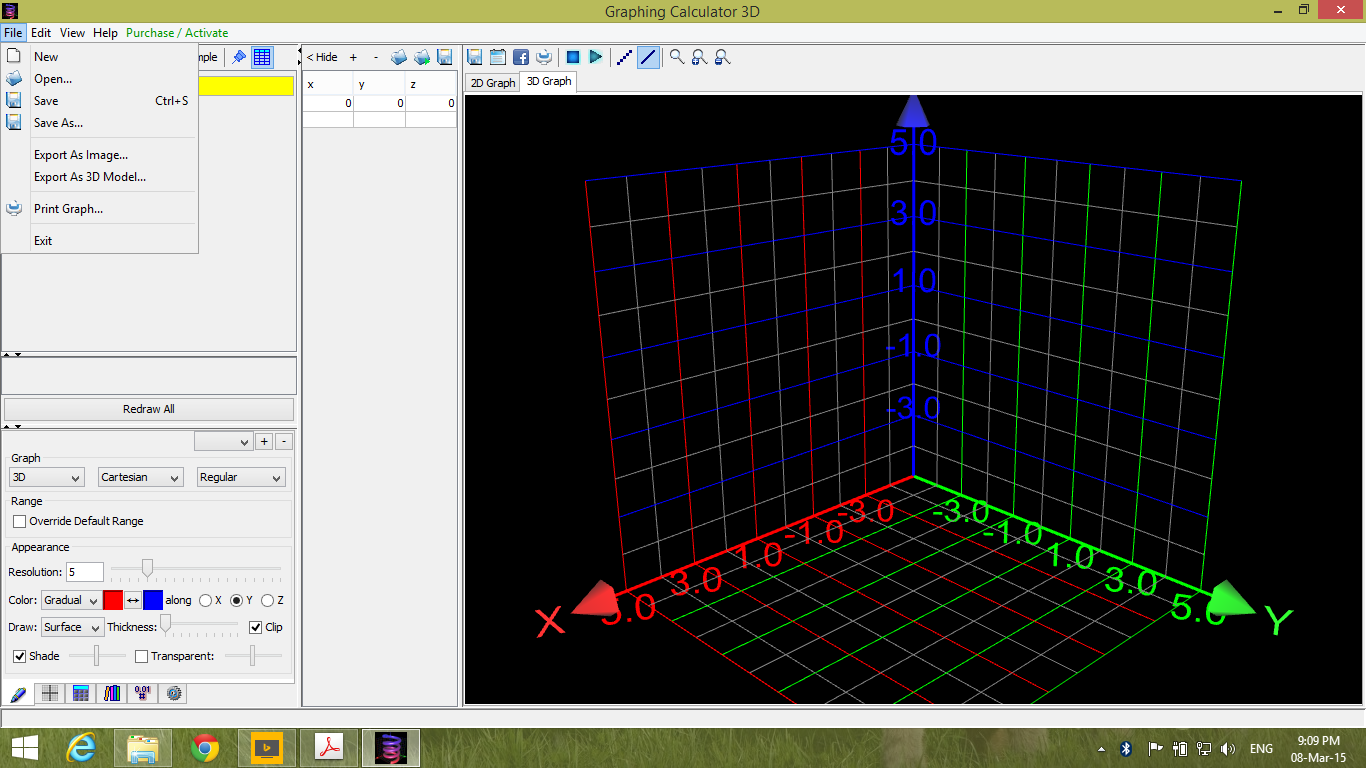 Graphing Calculator 3D
File Edit View Help Purchase / Activate
New
Open...
Save Ctrl+S
Save As...
Export As Image...
Export As 3D Model...
Print Graph...
Exit
< Hide + -
x y z
0 0 0
2D Graph 3D Graph
5.0
3.0
1.0
-1.0
-3.0
-3.0 -1.0 1.0 3.0 5.0
X
-3.0 -1.0 1.0 3.0 5.0
Y
Redraw All
+ -
Graph
3D Cartesian Regular
Range
Override Default Range
Appearance
Resolution: 5
Color: Gradual along X Y Z
Draw: Surface Thickness: Clip
Shade Transparent:
0.01
#
ENG
9:09 PM
08-Mar-15